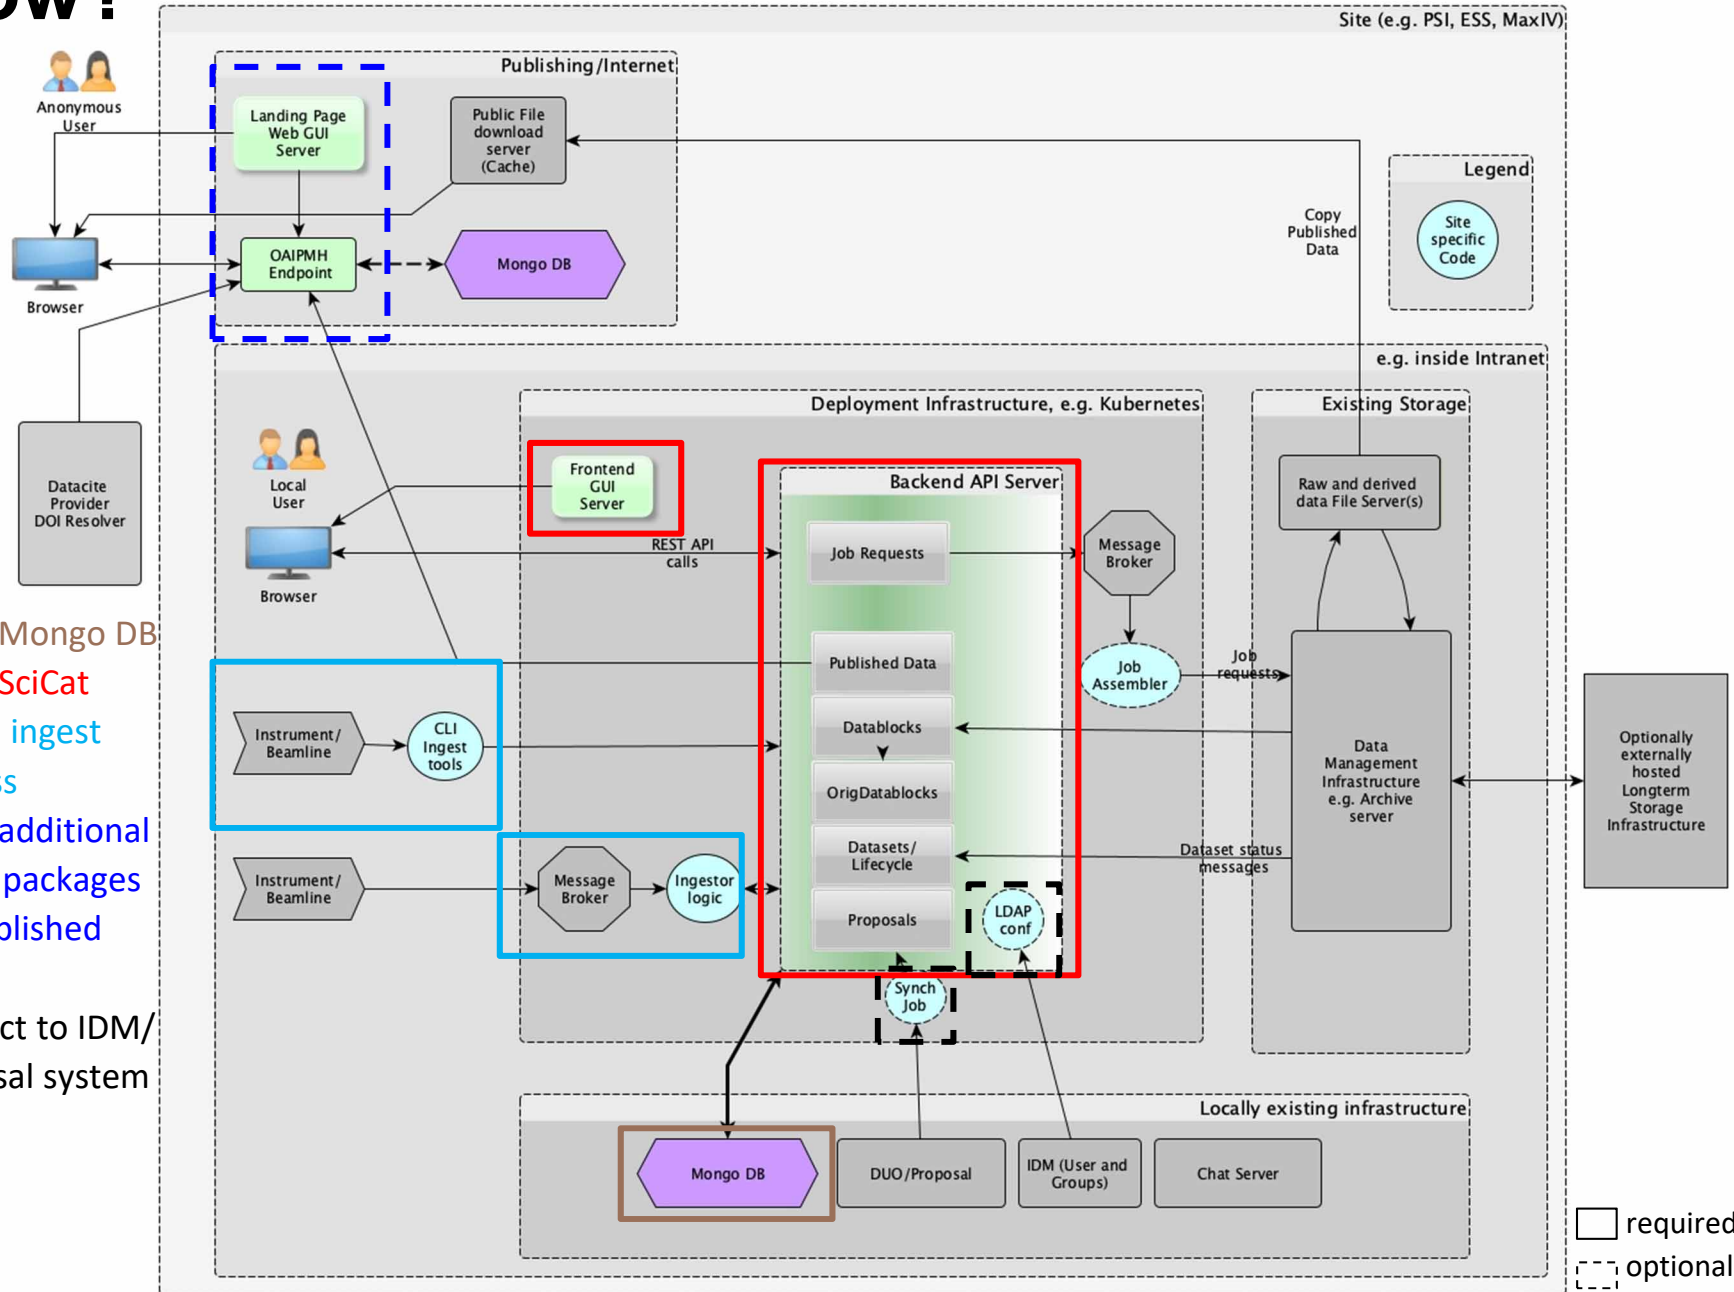 ow?
Site (e.g. PSI, ESS, MaxIV)
Publishing/Internet
Anonymous
User
Landing Page
Web GUI
Server
Public File
download
server
(Cache)
Legend
Site
specific
Code
Copy
Published
Data
OAIPMH
Endpoint
Mongo DB
Browser
e.g. inside Intranet
Deployment Infrastructure, e.g. Kubernetes
Existing Storage
Datacite
Provider
DOI Resolver
Local
User
Frontend
GUI
Server
Backend API Server
Raw and derived
data File Server(s)
REST API
calls
Job Requests
Message
Broker
Browser
Mongo DB
SciCat
ingest
ss
additional
packages
blished
ct to IDM/
sal system
Published Data
Job
Assembler
Job
requests
Instrument/
Beamline
CLI
Ingest
tools
Datablocks
OrigDatablocks
Data
Management
Infrastructure
e.g. Archive
server
Optionally
externally
hosted
Longterm
Storage
Infrastructure
Datasets/
Lifecycle
Dataset status
messages
Instrument/
Beamline
Message
Broker
Ingestor
logic
Proposals
LDAP
conf
Synch
Job
Locally existing infrastructure
Mongo DB
DUO/Proposal
IDM (User and
Groups)
Chat Server
required
optional